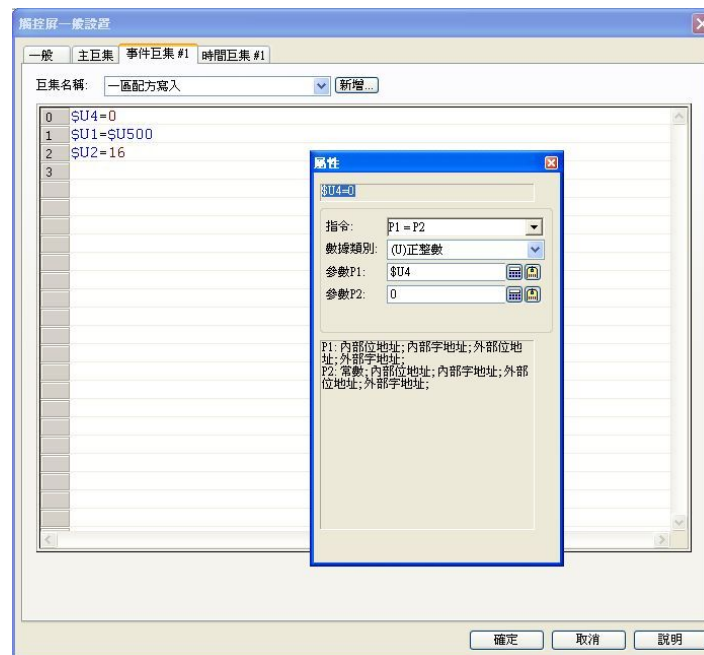 觸控屏一般設置
一般 主巨集 事件巨集 #1 時間巨集 #1
巨集名稱: 一區配方寫入 新增...
0 $U4=0
1 $U1=$U500
2 $U2=16
3
屬性
$U4=0
指令: P1 = P2
數據類別: (U)正整數
參數P1: $U4
參數P2: 0
P1: 內部位地址;內部字地址;外部位地
址;外部字地址;
P2: 常數;內部位地址;內部字地址;外部
位地址;外部字地址;
確定 取消 說明